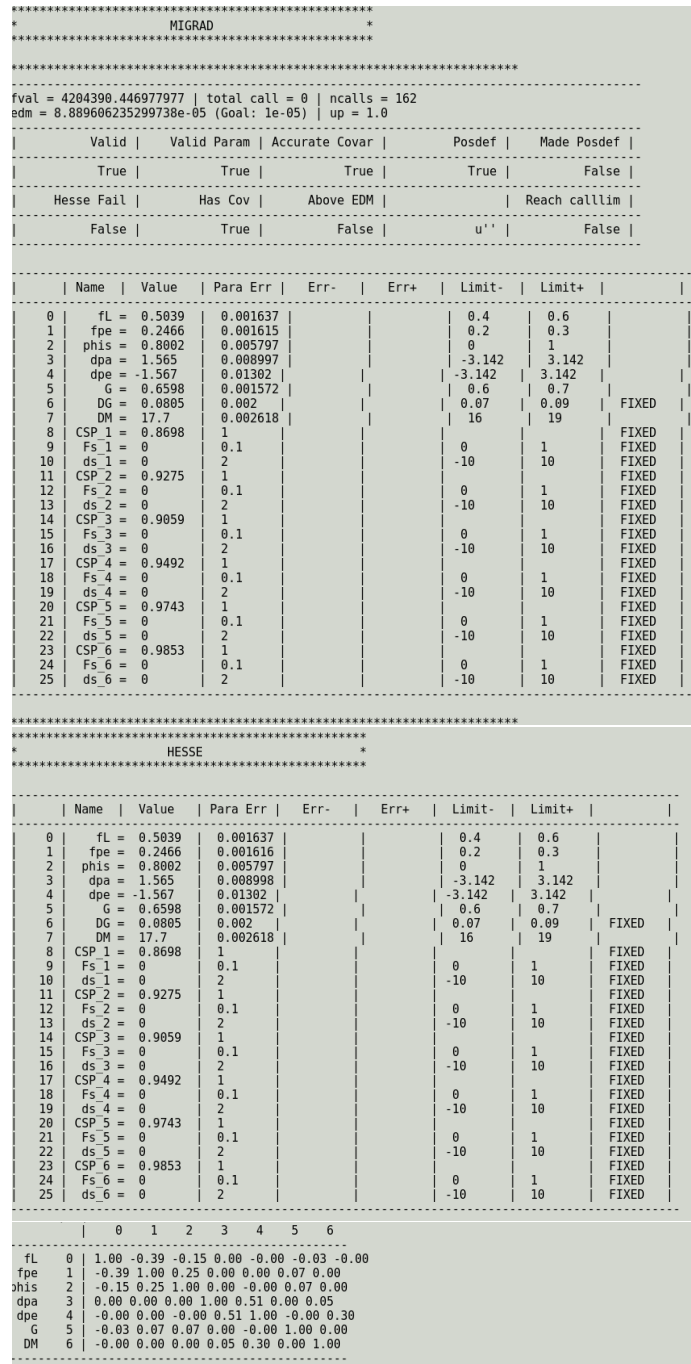 **************************************************
* MIGRAD *
**************************************************
**********************************************************************
--------------------------------------------------------------------------------------
fval = 4204390.446977977 | total call = 0 | ncalls = 162
edm = 8.889606235299738e-05 (Goal: 1e-05) | up = 1.0
--------------------------------------------------------------------------------------
| Valid | Valid Param | Accurate Covar | Posdef | Made Posdef |
--------------------------------------------------------------------------------------
| True | True | True | True | False |
--------------------------------------------------------------------------------------
| Hesse Fail | Has Cov | Above EDM | | Reach calllim |
--------------------------------------------------------------------------------------
| False | True | False | u'' | False |
--------------------------------------------------------------------------------------
--------------------------------------------------------------------------------------------
| | Name | Value | Para Err | Err- | Err+ | Limit- | Limit+ | |
--------------------------------------------------------------------------------------------
| 0 | fL = 0.5039 | 0.001637 | | | 0.4 | 0.6 | |
| 1 | fpe = 0.2466 | 0.001615 | | | 0.2 | 0.3 | |
| 2 | phis = 0.8002 | 0.005797 | | | 0 | 1 | |
| 3 | dpa = 1.565 | 0.008997 | | | -3.142 | 3.142 | |
| 4 | dpe = -1.567 | 0.01302 | | | -3.142 | 3.142 | |
| 5 | G = 0.6598 | 0.001572 | | | 0.6 | 0.7 | |
| 6 | DG = 0.0805 | 0.002 | | | 0.07 | 0.09 | FIXED |
| 7 | DM = 17.7 | 0.002618 | | | 16 | 19 | |
| 8 | CSP_1 = 0.8698 | 1 | | | | | FIXED |
| 9 | Fs_1 = 0 | 0.1 | | | 0 | 1 | FIXED |
| 10 | ds_1 = 0 | 2 | | | -10 | 10 | FIXED |
| 11 | CSP_2 = 0.9275 | 1 | | | | | FIXED |
| 12 | Fs_2 = 0 | 0.1 | | | 0 | 1 | FIXED |
| 13 | ds_2 = 0 | 2 | | | -10 | 10 | FIXED |
| 14 | CSP_3 = 0.9059 | 1 | | | | | FIXED |
| 15 | Fs_3 = 0 | 0.1 | | | 0 | 1 | FIXED |
| 16 | ds_3 = 0 | 2 | | | -10 | 10 | FIXED |
| 17 | CSP_4 = 0.9492 | 1 | | | | | FIXED |
| 18 | Fs_4 = 0 | 0.1 | | | 0 | 1 | FIXED |
| 19 | ds_4 = 0 | 2 | | | -10 | 10 | FIXED |
| 20 | CSP_5 = 0.9743 | 1 | | | | | FIXED |
| 21 | Fs_5 = 0 | 0.1 | | | 0 | 1 | FIXED |
| 22 | ds_5 = 0 | 2 | | | -10 | 10 | FIXED |
| 23 | CSP_6 = 0.9853 | 1 | | | | | FIXED |
| 24 | Fs_6 = 0 | 0.1 | | | 0 | 1 | FIXED |
| 25 | ds_6 = 0 | 2 | | | -10 | 10 | FIXED |
--------------------------------------------------------------------------------------------
**********************************************************************
*************************************************
* HESSE *
*************************************************
--------------------------------------------------------------------------------------------
| | Name | Value | Para Err | Err- | Err+ | Limit- | Limit+ | |
--------------------------------------------------------------------------------------------
| 0 | fL = 0.5039 | 0.001637 | | | 0.4 | 0.6 | |
| 1 | fpe = 0.2466 | 0.001616 | | | 0.2 | 0.3 | |
| 2 | phis = 0.8002 | 0.005797 | | | 0 | 1 | |
| 3 | dpa = 1.565 | 0.008998 | | | -3.142 | 3.142 | |
| 4 | dpe = -1.567 | 0.01302 | | | -3.142 | 3.142 | |
| 5 | G = 0.6598 | 0.001572 | | | 0.6 | 0.7 | |
| 6 | DG = 0.0805 | 0.002 | | | 0.07 | 0.09 | FIXED |
| 7 | DM = 17.7 | 0.002618 | | | 16 | 19 | |
| 8 | CSP_1 = 0.8698 | 1 | | | | | FIXED |
| 9 | Fs_1 = 0 | 0.1 | | | 0 | 1 | FIXED |
| 10 | ds_1 = 0 | 2 | | | -10 | 10 | FIXED |
| 11 | CSP_2 = 0.9275 | 1 | | | | | FIXED |
| 12 | Fs_2 = 0 | 0.1 | | | 0 | 1 | FIXED |
| 13 | ds_2 = 0 | 2 | | | -10 | 10 | FIXED |
| 14 | CSP_3 = 0.9059 | 1 | | | | | FIXED |
| 15 | Fs_3 = 0 | 0.1 | | | 0 | 1 | FIXED |
| 16 | ds_3 = 0 | 2 | | | -10 | 10 | FIXED |
| 17 | CSP_4 = 0.9492 | 1 | | | | | FIXED |
| 18 | Fs_4 = 0 | 0.1 | | | 0 | 1 | FIXED |
| 19 | ds_4 = 0 | 2 | | | -10 | 10 | FIXED |
| 20 | CSP_5 = 0.9743 | 1 | | | | | FIXED |
| 21 | Fs_5 = 0 | 0.1 | | | 0 | 1 | FIXED |
| 22 | ds_5 = 0 | 2 | | | -10 | 10 | FIXED |
| 23 | CSP_6 = 0.9853 | 1 | | | | | FIXED |
| 24 | Fs_6 = 0 | 0.1 | | | 0 | 1 | FIXED |
| 25 | ds_6 = 0 | 2 | | | -10 | 10 | FIXED |
--------------------------------------------------------------------------------------------
| 0 1 2 3 4 5 6
-----------------------------------------------
fL 0 | 1.00 -0.39 -0.15 0.00 -0.00 -0.03 -0.00
fpe 1 | -0.39 1.00 0.25 0.00 0.00 0.07 0.00
phis 2 | -0.15 0.25 1.00 0.00 -0.00 0.07 0.00
dpa 3 | 0.00 0.00 0.00 1.00 0.51 0.00 0.05
dpe 4 | -0.00 0.00 -0.00 0.51 1.00 -0.00 0.30
G 5 | -0.03 0.07 0.07 0.00 -0.00 1.00 0.00
DM 6 | -0.00 0.00 0.00 0.05 0.30 0.00 1.00
-----------------------------------------------